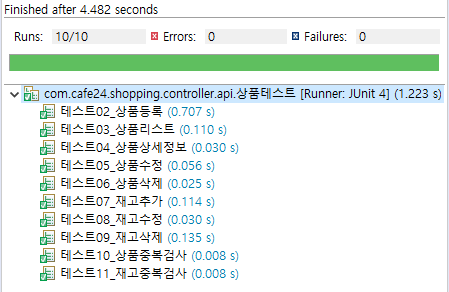 Finished after 4.482 seconds
Runs: 10/10 Errors: 0 Failures: 0
com.cafe24.shopping.controller.api.상품테스트 [Runner: JUnit 4] (1.223 s)
테스트02_상품등록 (0.707 s)
테스트03_상품리스트 (0.110 s)
테스트04_상품상세정보 (0.030 s)
테스트05_상품수정 (0.056 s)
테스트06_상품삭제 (0.025 s)
테스트07_재고추가 (0.114 s)
테스트08_재고수정 (0.030 s)
테스트09_재고삭제 (0.135 s)
테스트10_상품중복검사 (0.008 s)
테스트11_재고중복검사 (0.008 s)